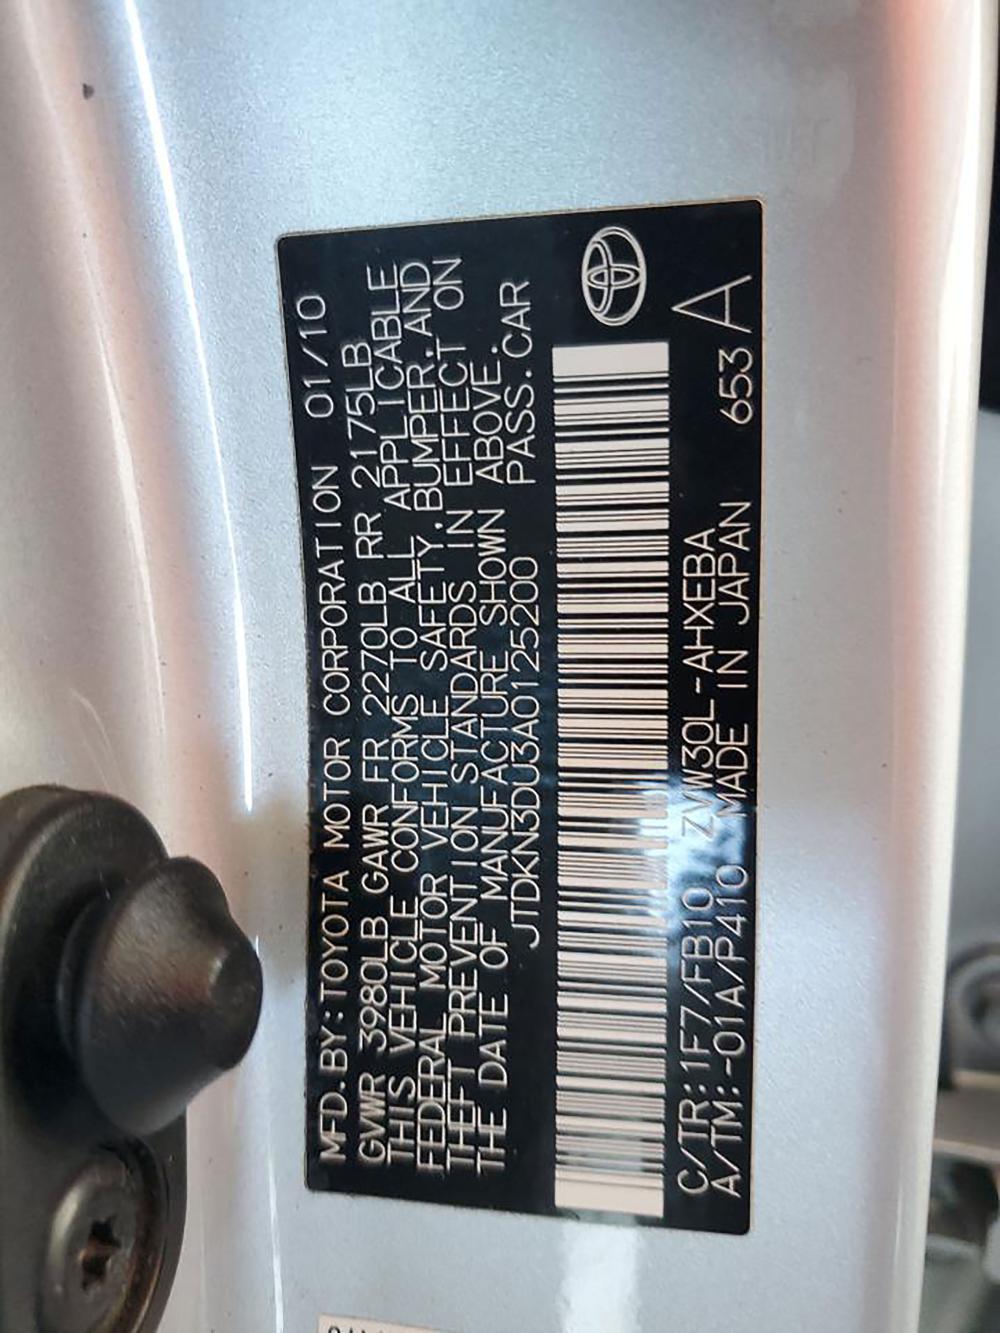 MFD.BY:TOYOTA MOTOR CORPORATION 01/10
GVWR 3980LB GAWR FR 2270LB RR 2175LB
THIS VEHICLE CONFORMS TO ALL APPLICABLE
FEDERAL MOTOR VEHICLE SAFETY,BUMPER,AND
THEFT PREVENTION STANDARDS IN EFFECT ON
THE DATE OF MANUFACTURE SHOWN ABOVE.
JTDKN3DU3A0125200 PASS.CAR
C/TR:1F7/FB10 ZVW30L-AHXEBA
A/TM:-01A/P410 MADE IN JAPAN 653 A